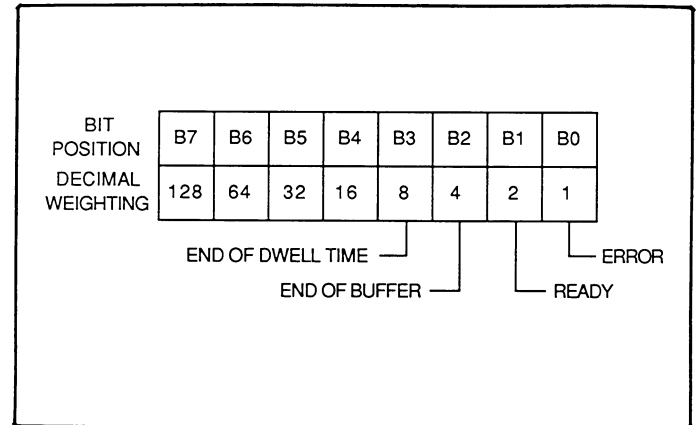 BIT POSITION B7 B6 B5 B4 B3 B2 B1 B0
DECIMAL WEIGHTING 128 64 32 16 8 4 2 1
END OF DWELL TIME ERROR
END OF BUFFER READY